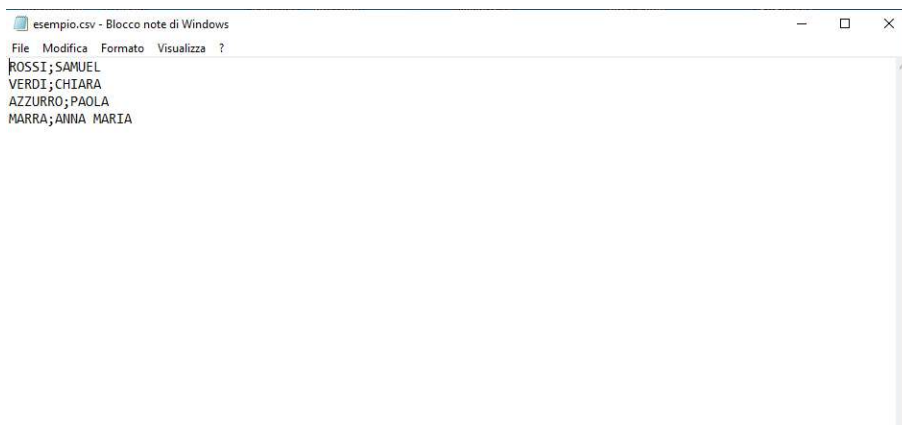 esempio.csv - Blocco note di Windows
File Modifica Formato Visualizza ?
ROSSI;SAMUEL
VERDI;CHIARA
AZZURRO;PAOLA
MARRA;ANNA MARIA